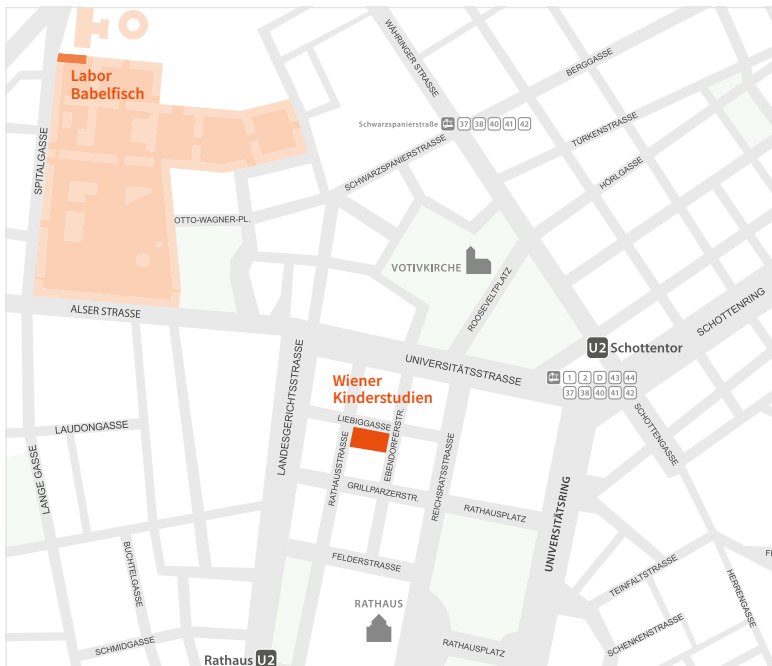 WÄHRINGER STRASSE
BERGGASSE
Labor
Babelfisch
Schwarzspanierstraße 37 38 40 41 42
TÜRKENSTRASSE
SPITALGASSE
SCHWARZSPANIERSTRASSE
HÖRLGASSE
OTTO-WAGNER-PL.
VOTIVKIRCHE
ROOSEVELTPLATZ
SCHOTTENRING
ALSER STRASSE
U2 Schottentor
UNIVERSITÄTSSTRASSE
1 2 D 43 44
37 38 40 41 42
Wiener
Kinderstudien
LANDESGERICHTSSTRASSE
LIEBIGGASSE
EBENDORFERSTR.
LAUDONGASSE
SCHOTTENGASSE
LANGE GASSE
RATHAUSSTRASSE
REICHSRATSSTRASSE
GRILLPARZERSTR.
RATHAUSPLATZ
UNIVERSITÄTSRING
BUCHTELGASSE
FELDERSTRASSE
TEINFALTSTRASSE
HERRENGASSE
RATHAUS
SCHMIDGASSE
RATHAUSPLATZ
SCHENKENSTRASSE
Rathaus U2